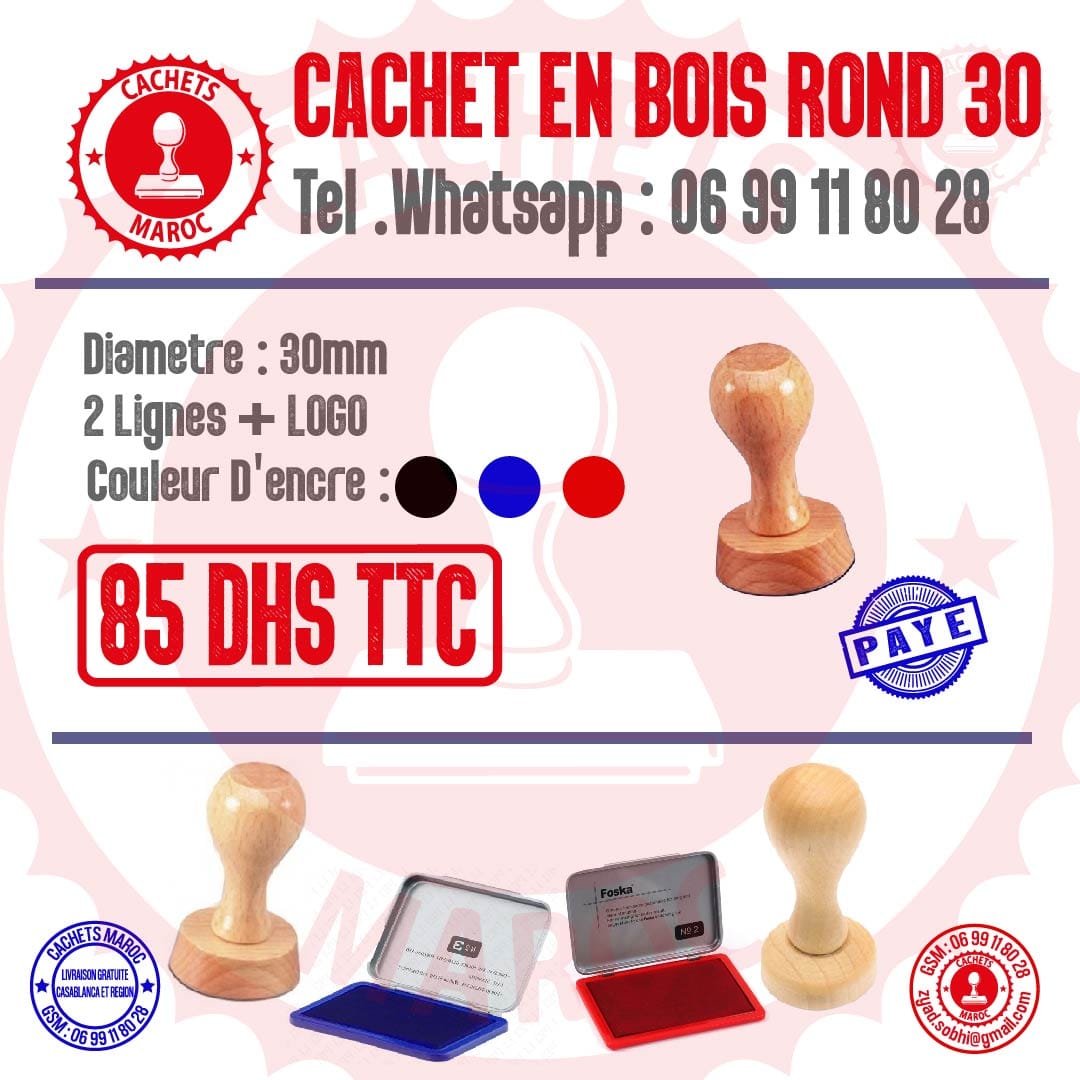 CACHETS
MAROC
CACHET EN BOIS ROND 30
Tel .Whatsapp : 06 99 11 80 28
Diametre : 30mm
2 Lignes + LOGO
Couleur D'encre :
85 DHS TTC
PAYE
CACHETS MAROC
LIVRAISON GRATUITE
CASABLANCA ET REGION
GSM : 06 99 11 80 28
Foska
Nº 2
GSM : 06 99 11 80 28
CACHETS
MAROC
zyad.sobhi@gmail.com
CACHETS
MAROC